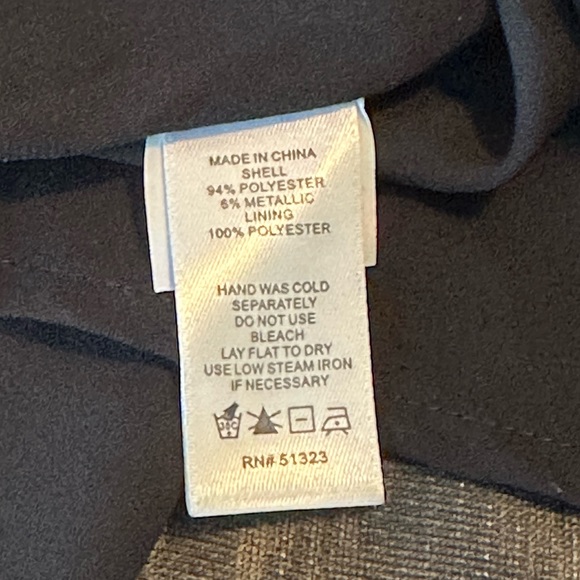 MADE IN CHINA
SHELL
94% POLYESTER
6% METALLIC
LINING
100% POLYESTER
HAND WAS COLD
SEPARATELY
DO NOT USE
BLEACH
LAY FLAT TO DRY
USE LOW STEAM IRON
IF NECESSARY
30C
RN# 51323